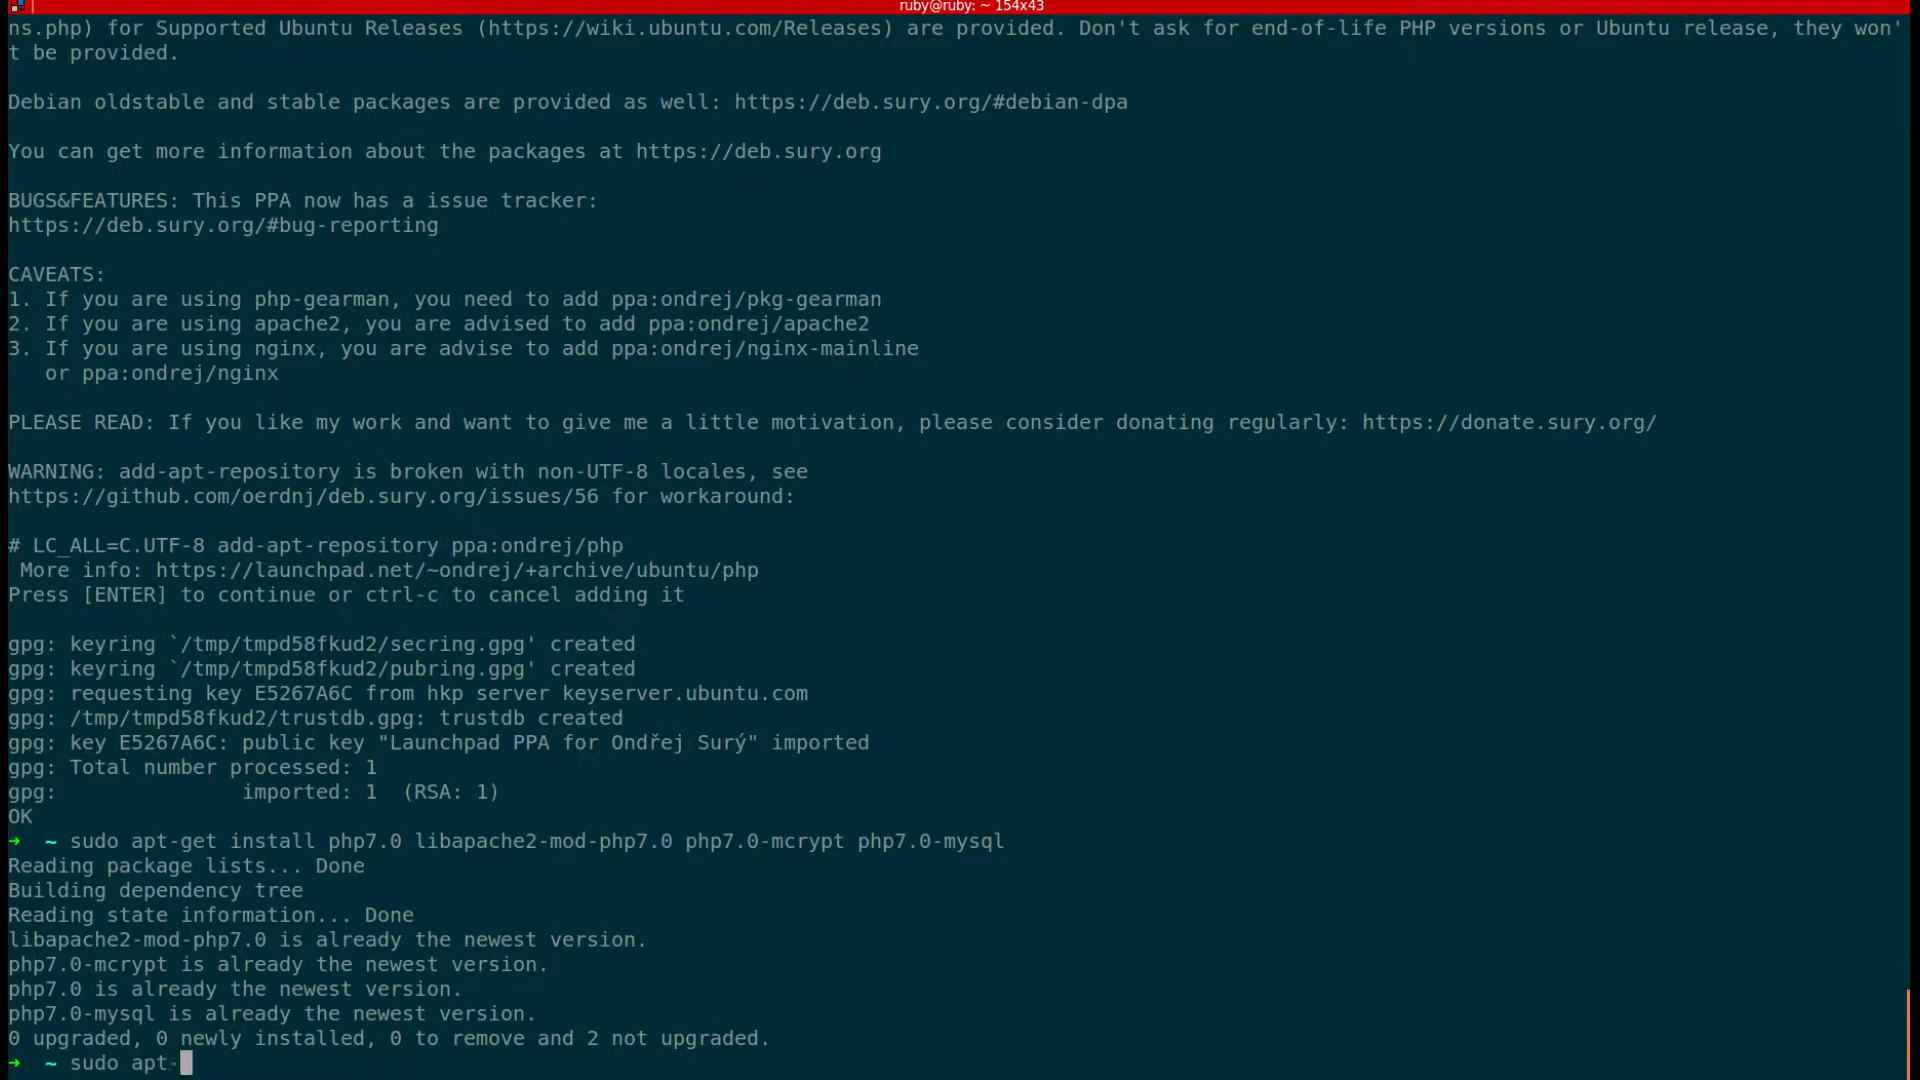 ruby@ruby: ~ 154x43
ns.php) for Supported Ubuntu Releases (https://wiki.ubuntu.com/Releases) are provided. Don't ask for end-of-life PHP versions or Ubuntu release, they won'
t be provided.
Debian oldstable and stable packages are provided as well: https://deb.sury.org/#debian-dpa
You can get more information about the packages at https://deb.sury.org
BUGS&FEATURES: This PPA now has a issue tracker:
https://deb.sury.org/#bug-reporting
CAVEATS:
1. If you are using php-gearman, you need to add ppa:ondrej/pkg-gearman
2. If you are using apache2, you are advised to add ppa:ondrej/apache2
3. If you are using nginx, you are advise to add ppa:ondrej/nginx-mainline
   or ppa:ondrej/nginx
PLEASE READ: If you like my work and want to give me a little motivation, please consider donating regularly: https://donate.sury.org/
WARNING: add-apt-repository is broken with non-UTF-8 locales, see
https://github.com/oerdnj/deb.sury.org/issues/56 for workaround:
# LC_ALL=C.UTF-8 add-apt-repository ppa:ondrej/php
 More info: https://launchpad.net/~ondrej/+archive/ubuntu/php
Press [ENTER] to continue or ctrl-c to cancel adding it
gpg: keyring `/tmp/tmpd58fkud2/secring.gpg' created
gpg: keyring `/tmp/tmpd58fkud2/pubring.gpg' created
gpg: requesting key E5267A6C from hkp server keyserver.ubuntu.com
gpg: /tmp/tmpd58fkud2/trustdb.gpg: trustdb created
gpg: key E5267A6C: public key "Launchpad PPA for Ondřej Surý" imported
gpg: Total number processed: 1
gpg:               imported: 1  (RSA: 1)
OK
➜  ~ sudo apt-get install php7.0 libapache2-mod-php7.0 php7.0-mcrypt php7.0-mysql
Reading package lists... Done
Building dependency tree
Reading state information... Done
libapache2-mod-php7.0 is already the newest version.
php7.0-mcrypt is already the newest version.
php7.0 is already the newest version.
php7.0-mysql is already the newest version.
0 upgraded, 0 newly installed, 0 to remove and 2 not upgraded.
➜  ~ sudo apt-